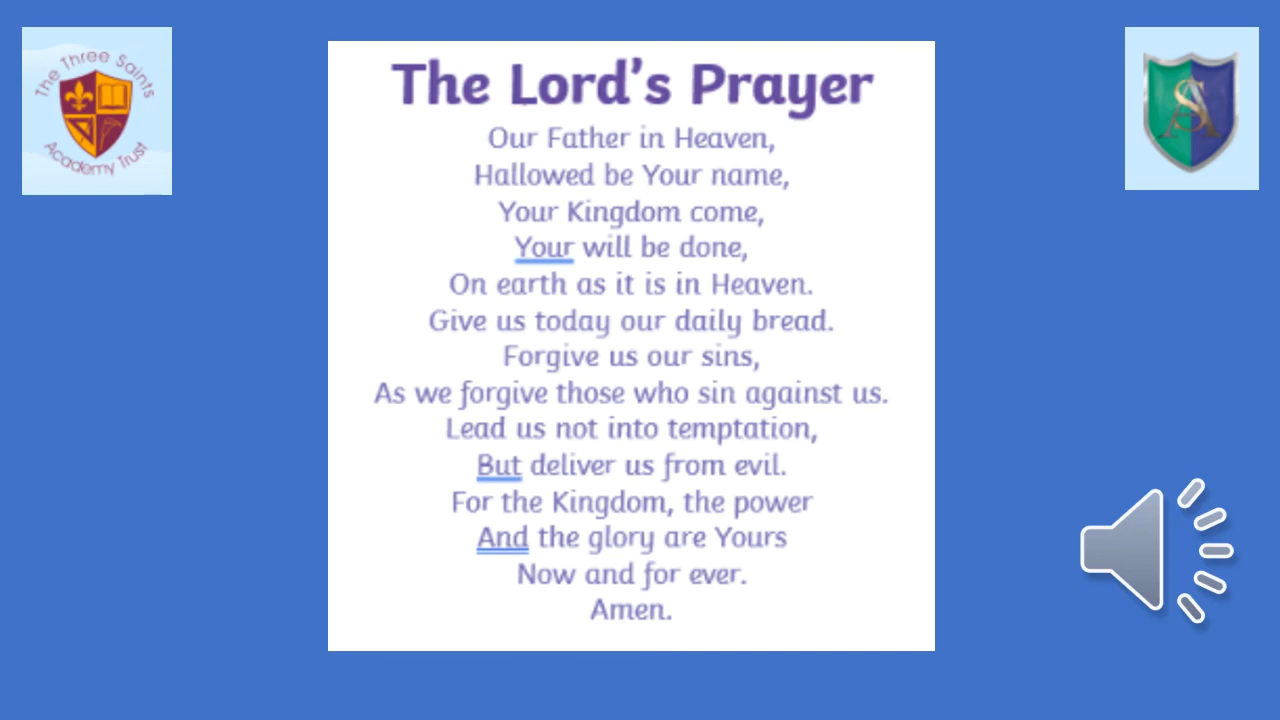 The Three Saints
Academy Trust
The Lord's Prayer
Our Father in Heaven,
Hallowed be Your name,
Your Kingdom come,
Your will be done,
On earth as it is in Heaven.
Give us today our daily bread.
Forgive us our sins,
As we forgive those who sin against us.
Lead us not into temptation,
But deliver us from evil.
For the Kingdom, the power
And the glory are Yours
Now and for ever.
Amen.
SA